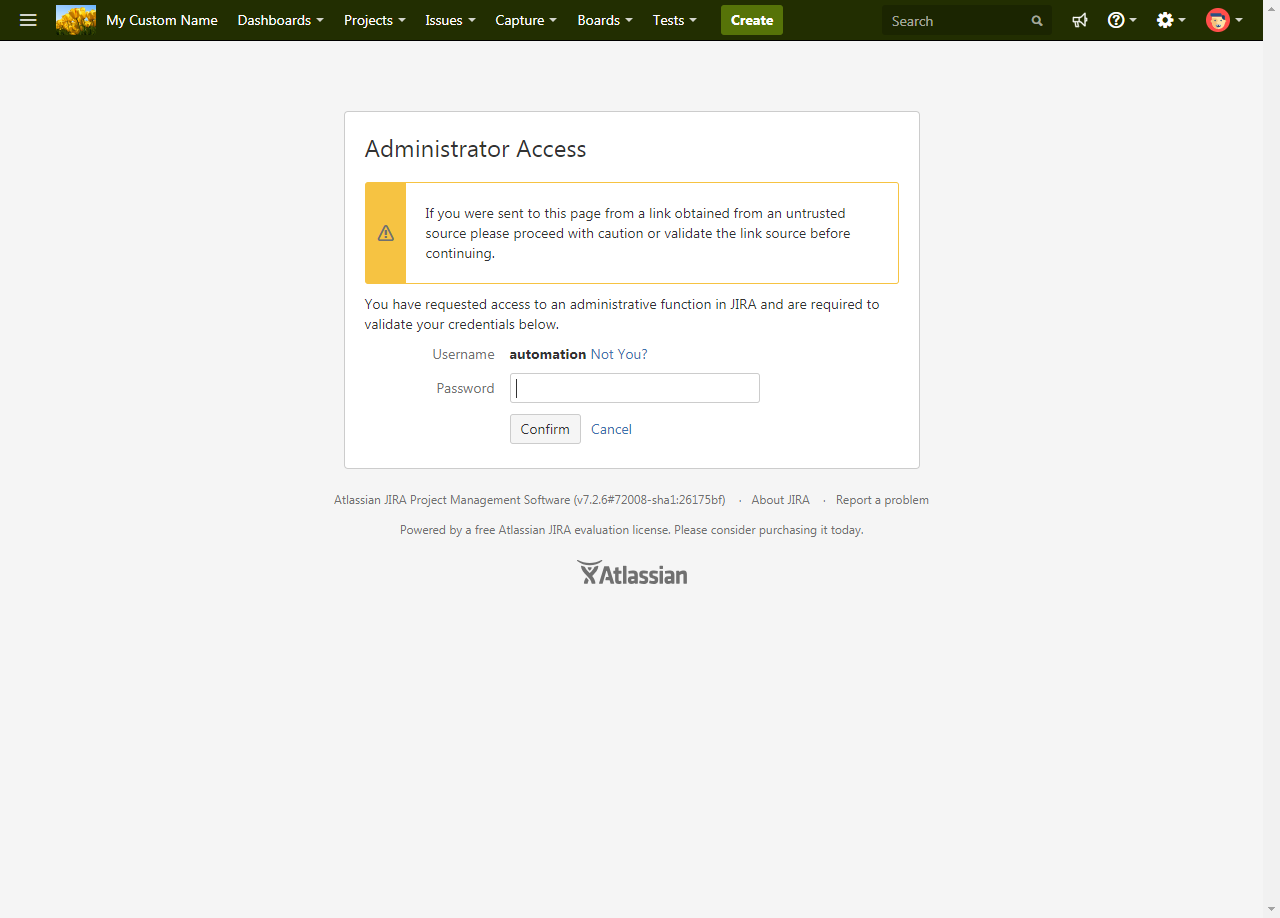 My Custom Name Dashboards Projects Issues Capture Boards Tests Create Search
Administrator Access
If you were sent to this page from a link obtained from an untrusted
source please proceed with caution or validate the link source before
continuing.
You have requested access to an administrative function in JIRA and are required to
validate your credentials below.
Username automation Not You?
Password
Confirm Cancel
Atlassian JIRA Project Management Software (v7.2.6#72008-sha1:26175bf) · About JIRA · Report a problem
Powered by a free Atlassian JIRA evaluation license. Please consider purchasing it today.
Atlassian